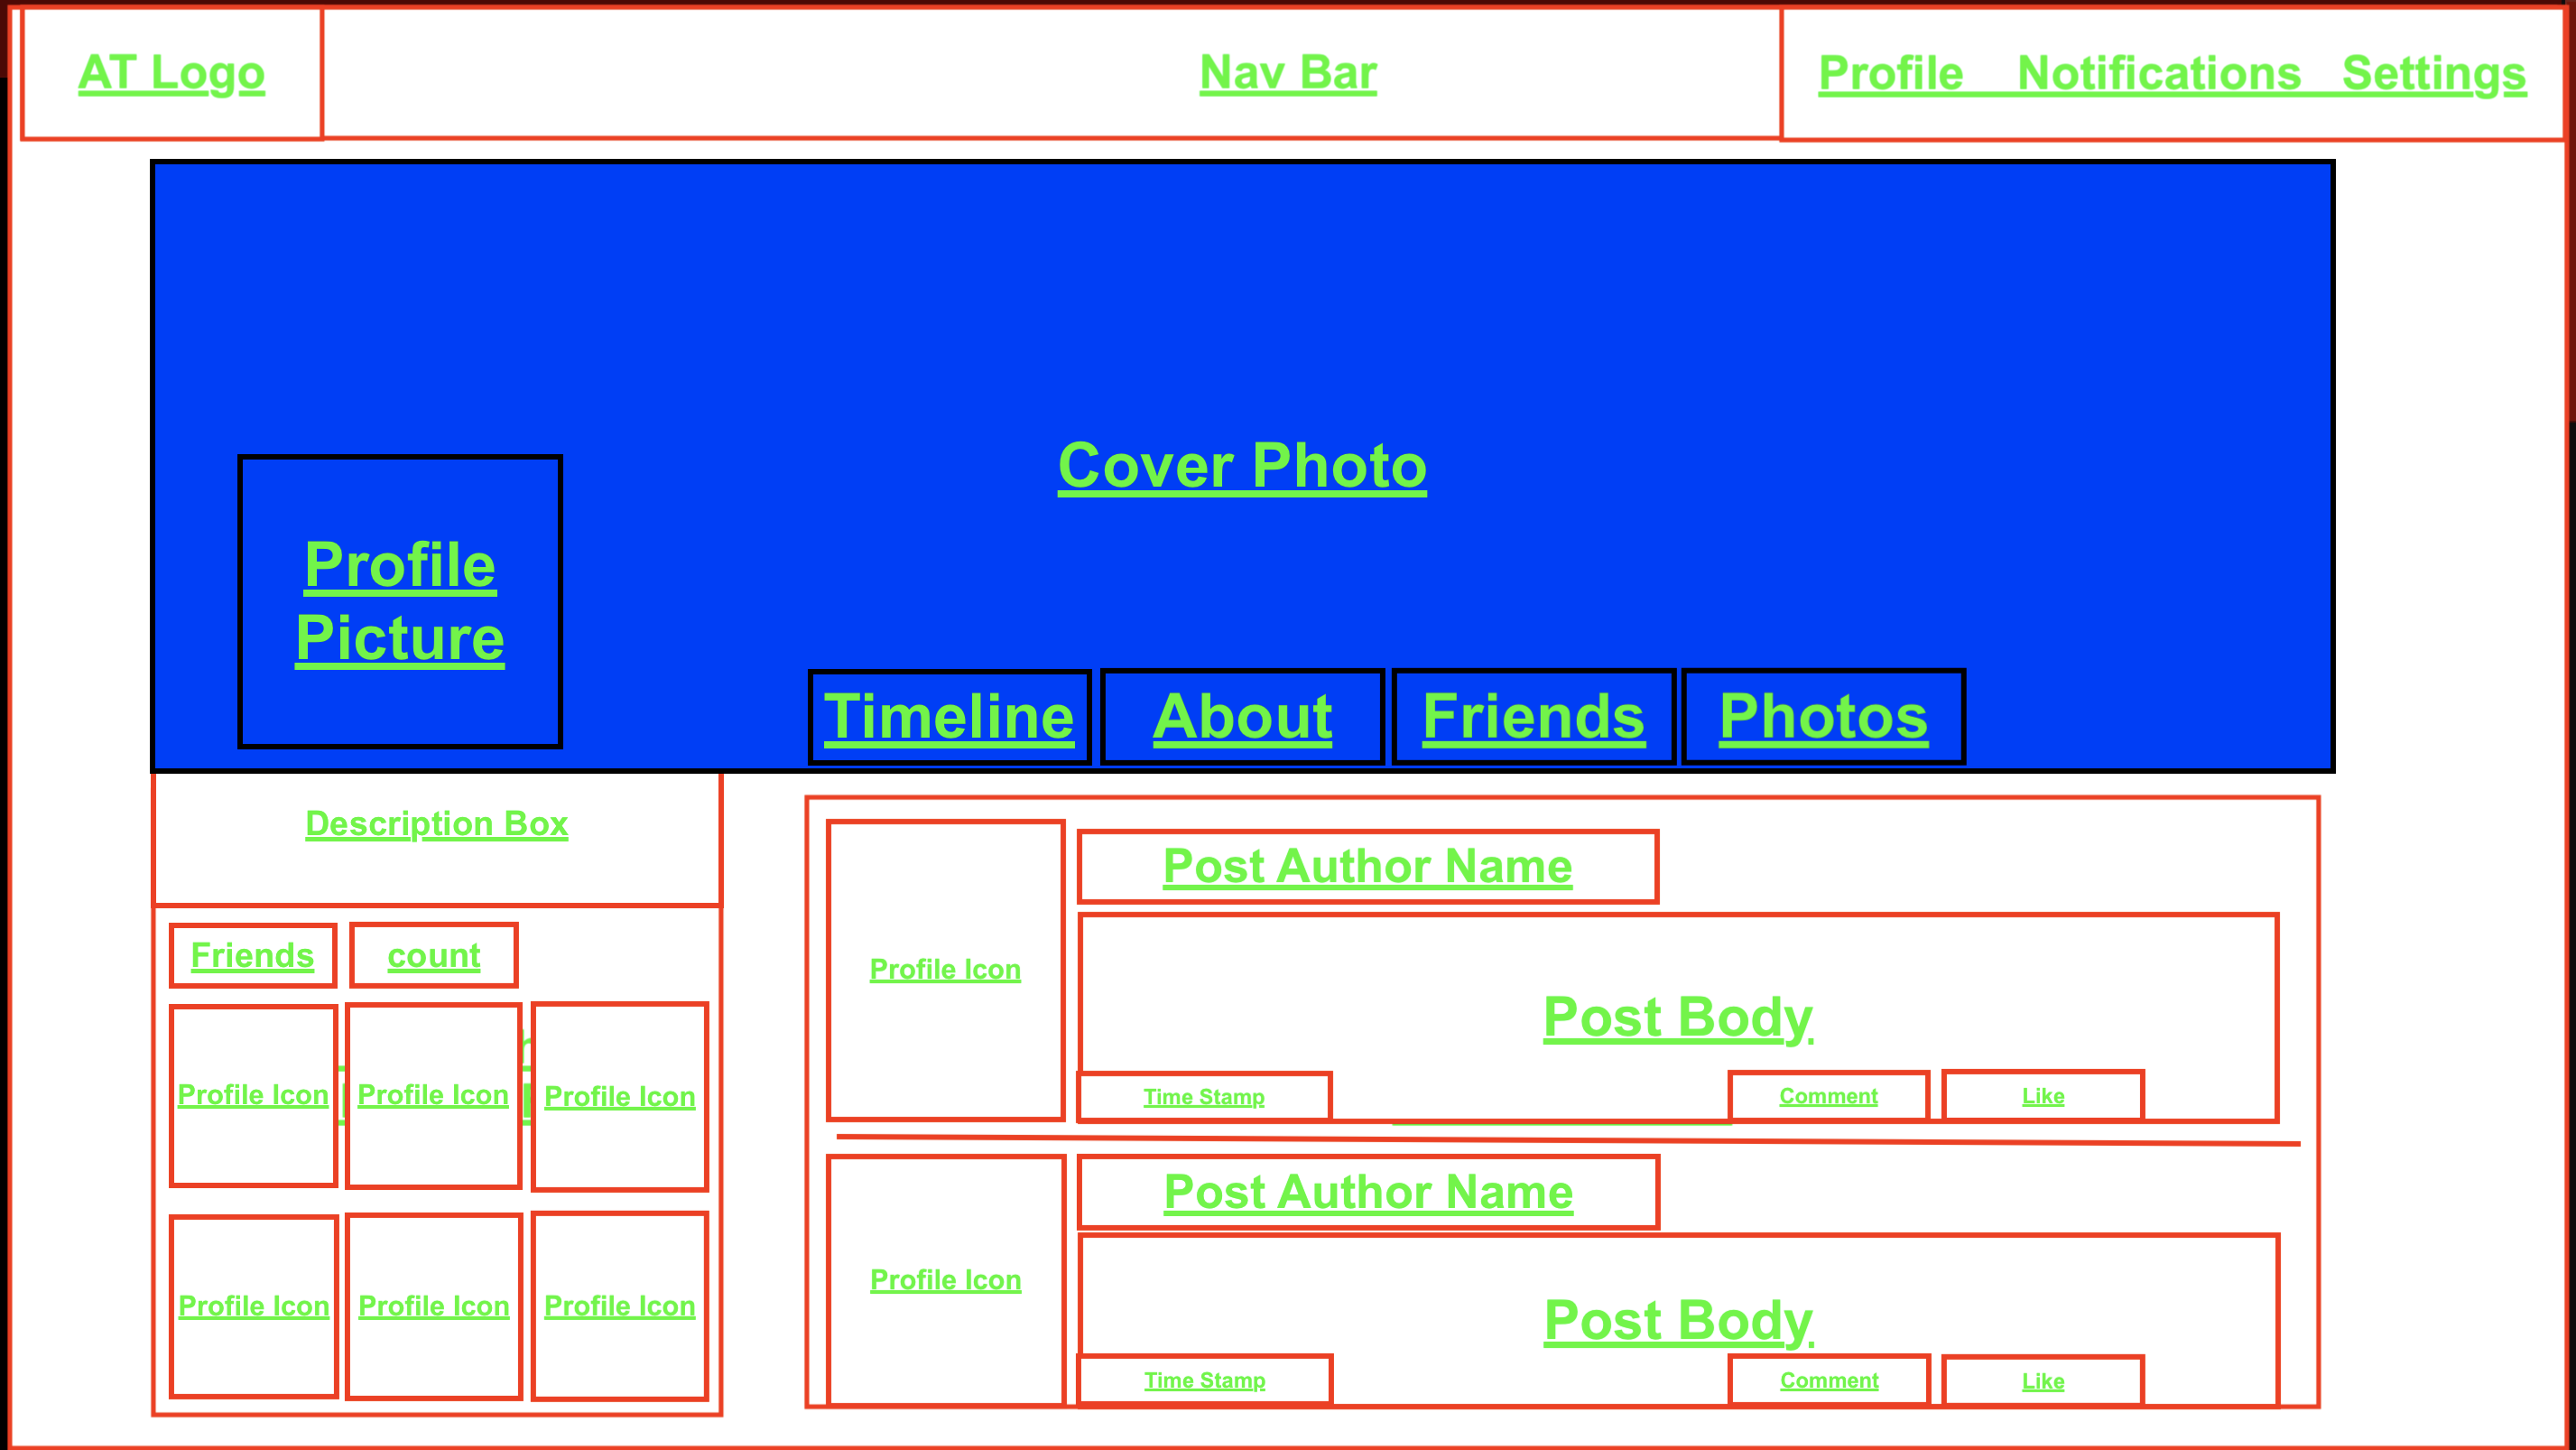 AT Logo
Nav Bar
Profile Notifications Settings
Cover Photo
Profile
Picture
Timeline
About
Friends
Photos
Description Box
Friends
count
Profile Icon
Profile Icon
Profile Icon
Profile Icon
Profile Icon
Profile Icon
Post Author Name
Profile Icon
Post Body
Time Stamp
Comment
Like
Post Author Name
Profile Icon
Post Body
Time Stamp
Comment
Like